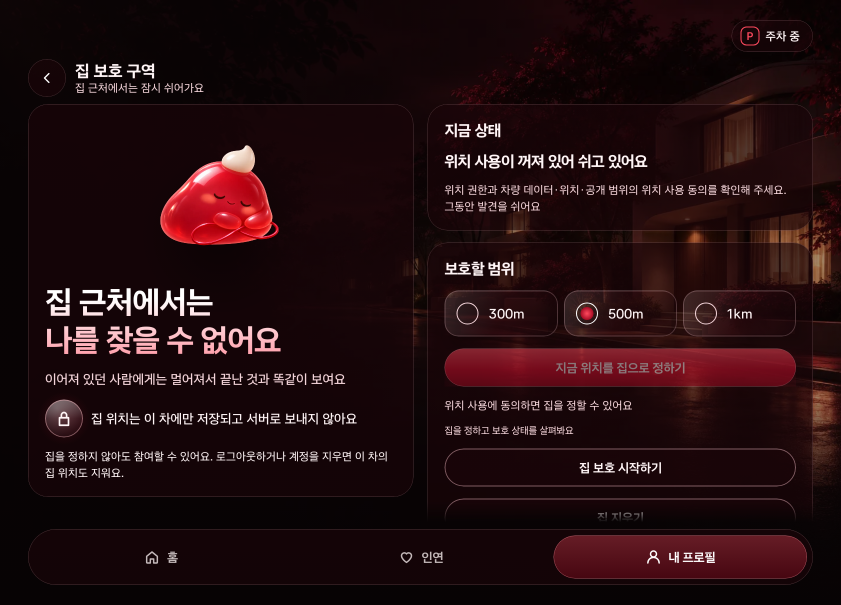 P 주차 중
집 보호 구역
집 근처에서는 잠시 쉬어가요
집 근처에서는
나를 찾을 수 없어요
이어져 있던 사람에게는 멀어져서 끝난 것과 똑같이 보여요
집 위치는 이 차에만 저장되고 서버로 보내지 않아요
집을 정하지 않아도 참여할 수 있어요. 로그아웃하거나 계정을 지우면 이 차의
집 위치도 지워요.
지금 상태
위치 사용이 꺼져 있어 쉬고 있어요
위치 권한과 차량 데이터·위치·공개 범위의 위치 사용 동의를 확인해 주세요.
그동안 발견을 쉬어요
보호할 범위
300m
500m
1km
지금 위치를 집으로 정하기
위치 사용에 동의하면 집을 정할 수 있어요
집을 정하고 보호 상태를 살펴봐요
집 보호 시작하기
집 지우기
홈
인연
내 프로필